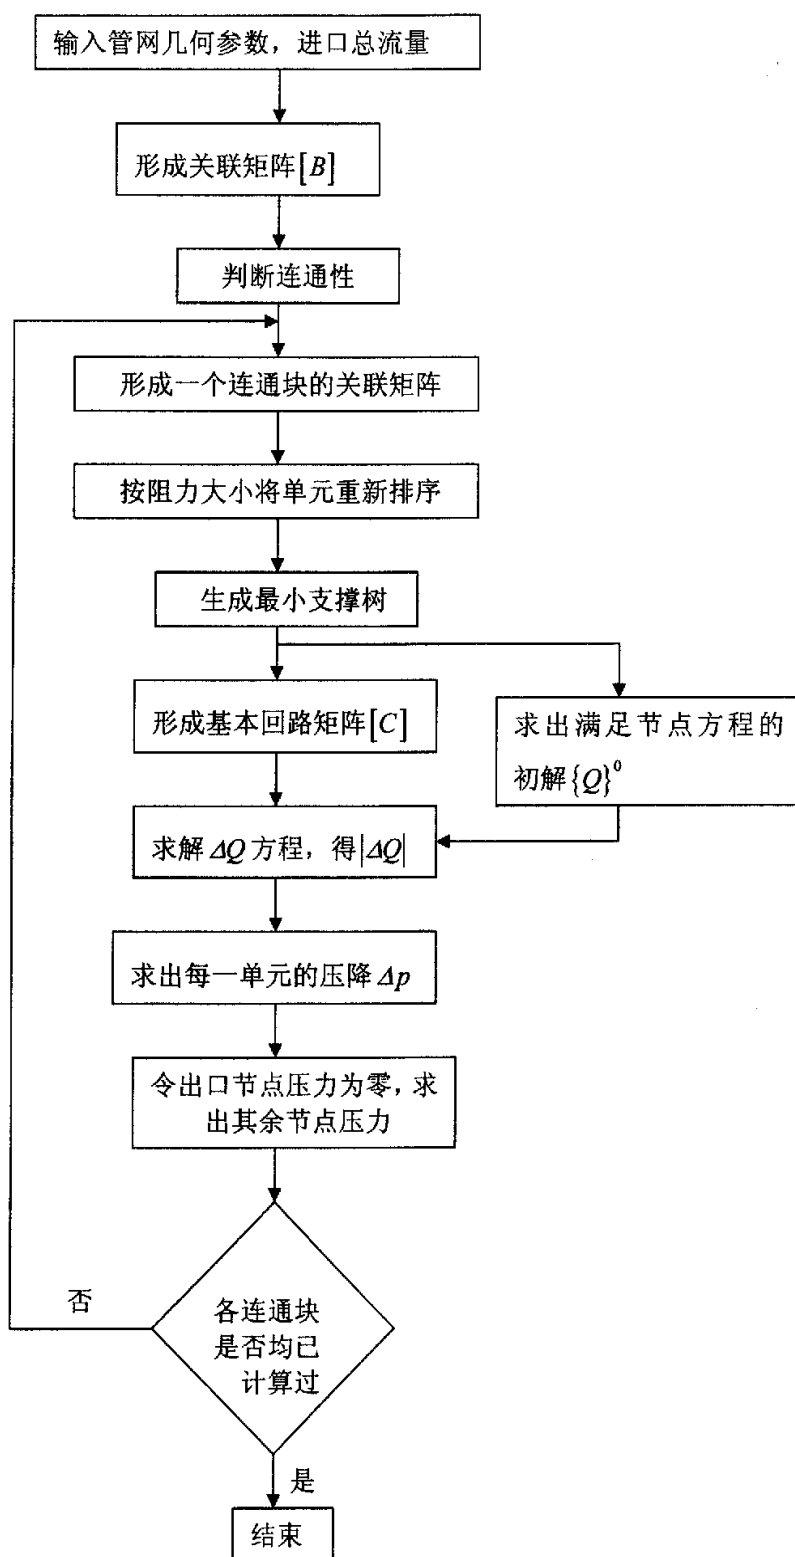 输入管网几何参数，进口总流量
形成关联矩阵[B]
判断连通性
形成一个连通块的关联矩阵
按阻力大小将单元重新排序
生成最小支撑树
形成基本回路矩阵[C]
求出满足节点方程的
初解{Q}⁰
求解ΔQ方程，得|ΔQ|
求出每一单元的压降Δp
令出口节点压力为零，求
出其余节点压力
否
各连通块
是否均已
计算过
是
结束